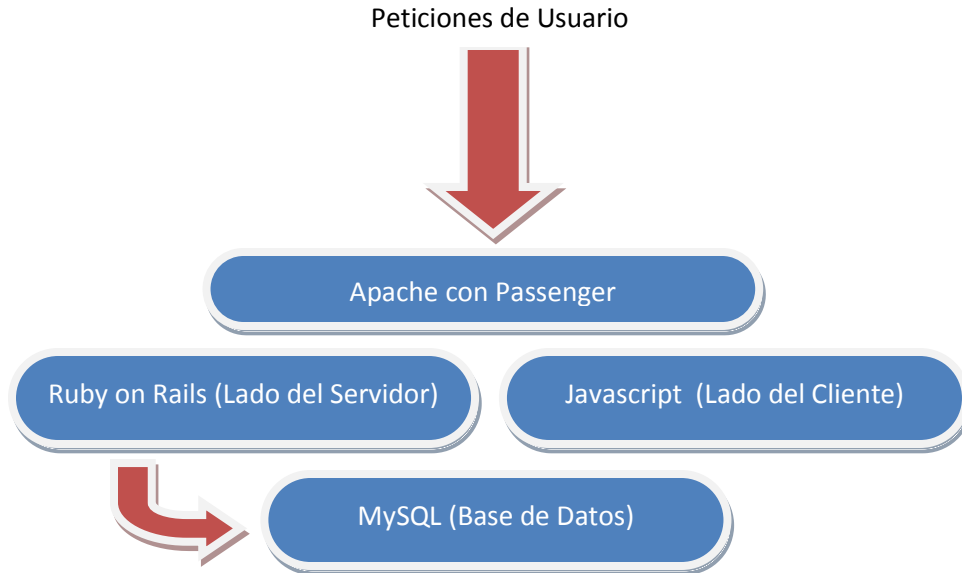 Peticiones de Usuario
Apache con Passenger
Ruby on Rails (Lado del Servidor)
Javascript (Lado del Cliente)
MySQL (Base de Datos)